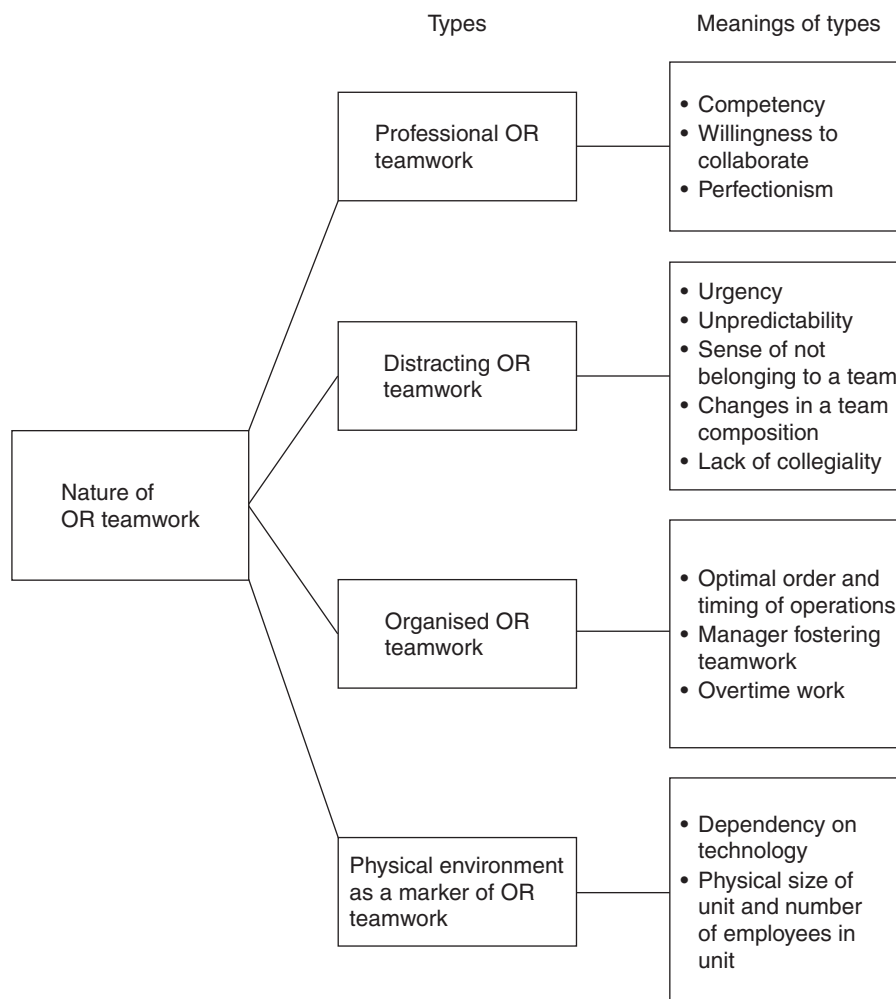 Types
Meanings of types
Professional OR
teamwork
• Competency
• Willingness to
collaborate
• Perfectionism
Distracting OR
teamwork
• Urgency
• Unpredictability
• Sense of not
belonging to a team
• Changes in a team
composition
• Lack of collegiality
Nature of
OR teamwork
Organised OR
teamwork
• Optimal order and
timing of operations
• Manager fostering
teamwork
• Overtime work
Physical environment
as a marker of OR
teamwork
• Dependency on
technology
• Physical size of
unit and number
of employees in
unit